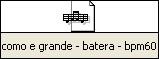 como e grande - batera - bpm60